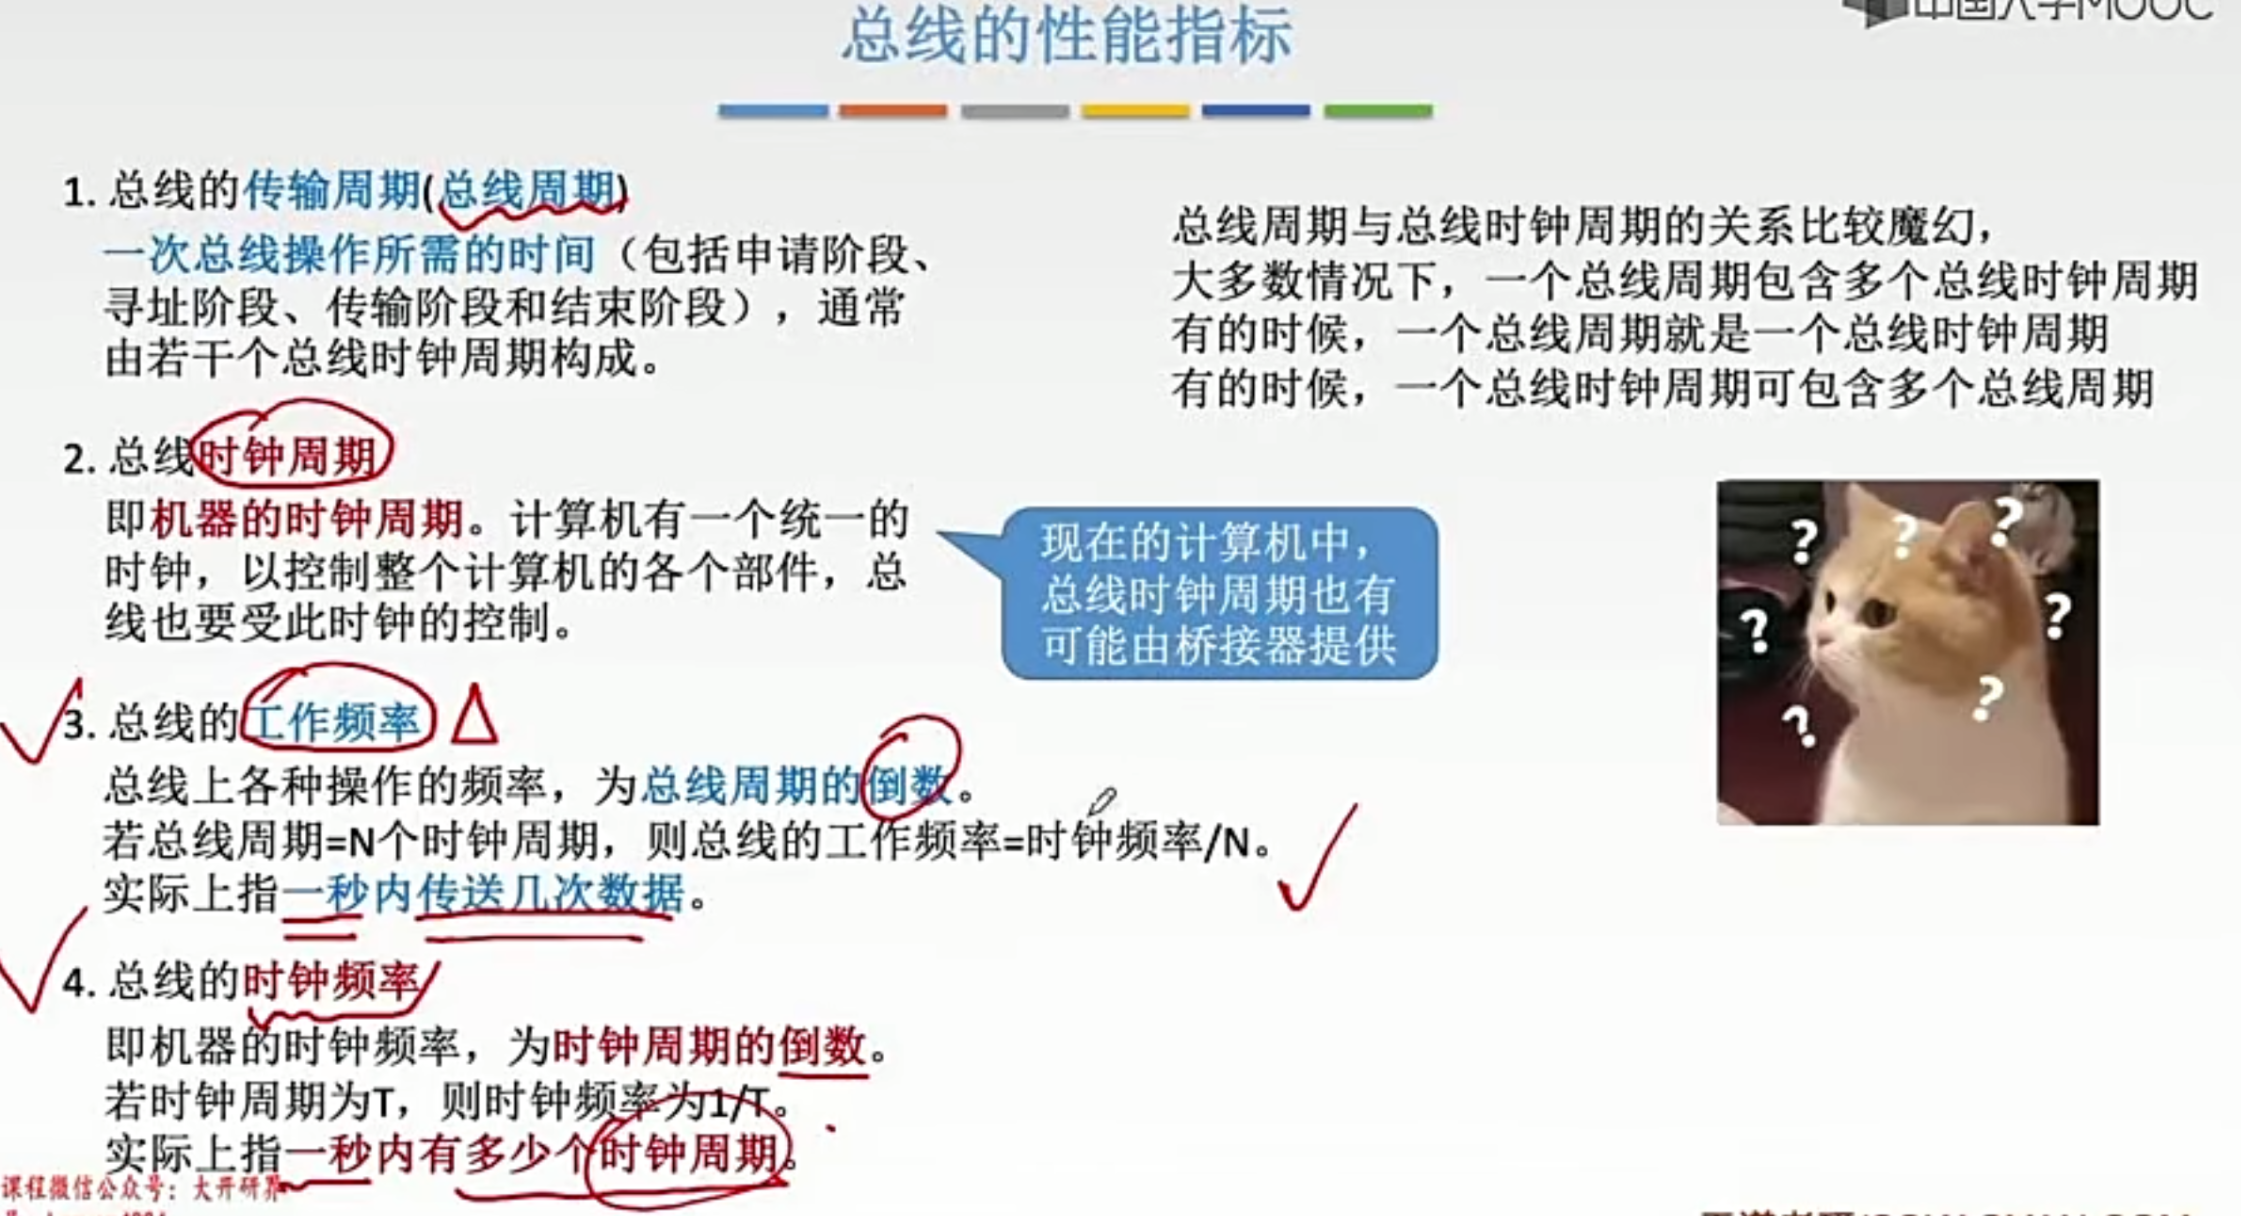 总线的性能指标
中国大学MOOC
1. 总线的传输周期(总线周期)
一次总线操作所需的时间（包括申请阶段、
寻址阶段、传输阶段和结束阶段），通常
由若干个总线时钟周期构成。
总线周期与总线时钟周期的关系比较魔幻，
大多数情况下，一个总线周期包含多个总线时钟周期
有的时候，一个总线周期就是一个总线时钟周期
有的时候，一个总线时钟周期可包含多个总线周期
2. 总线时钟周期
即机器的时钟周期。计算机有一个统一的
时钟，以控制整个计算机的各个部件，总
线也要受此时钟的控制。
现在的计算机中，
总线时钟周期也有
可能由桥接器提供
? ? ?
? ?
? ?
3. 总线的工作频率
总线上各种操作的频率，为总线周期的倒数。
若总线周期=N个时钟周期，则总线的工作频率=时钟频率/N。
实际上指一秒内传送几次数据。
4. 总线的时钟频率
即机器的时钟频率，为时钟周期的倒数。
若时钟周期为T，则时钟频率为1/T。
实际上指一秒内有多少个时钟周期。
课程微信公众号：大开研界